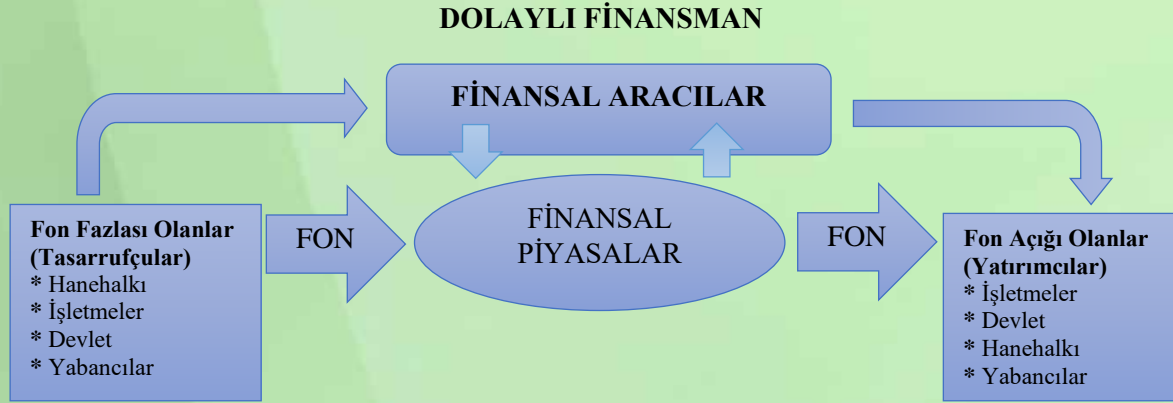 DOLAYLI FİNANSMAN
FİNANSAL ARACILAR
Fon Fazlası Olanlar
(Tasarrufçular)
* Hanehalkı
* İşletmeler
* Devlet
* Yabancılar
FON
FİNANSAL
PİYASALAR
FON
Fon Açığı Olanlar
(Yatırımcılar)
* İşletmeler
* Devlet
* Hanehalkı
* Yabancılar